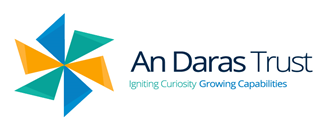 An Daras Trust
Igniting Curiosity Growing Capabilities